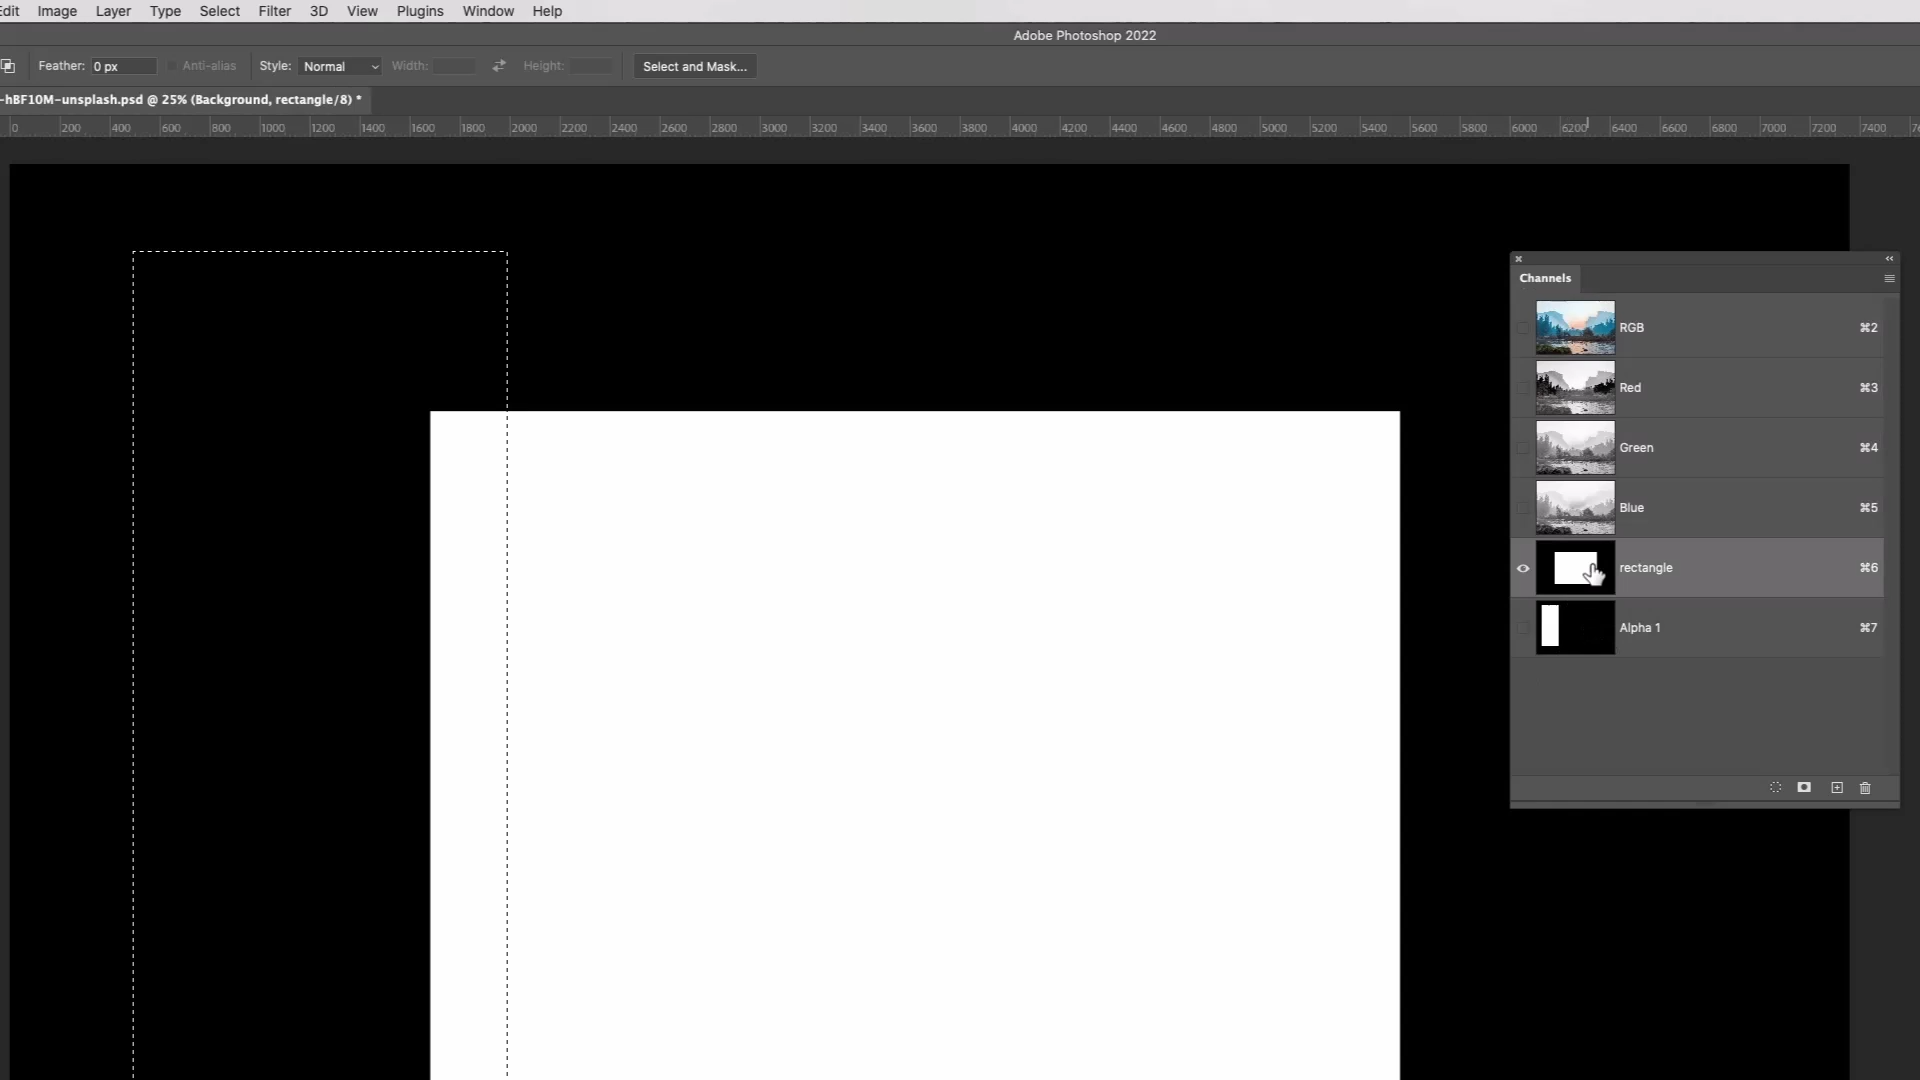 Edit Image Layer Type Select Filter 3D View Plugins Window Help
Adobe Photoshop 2022
Feather: 0 px Anti-alias Style: Normal Width: Height: Select and Mask...
-hBF10M-unsplash.psd @ 25% (Background, rectangle/8) *
0 200 400 600 800 1000 1200 1400 1600 1800 2000 2200 2400 2600 2800 3000 3200 3400 3600 3800 4000 4200 4400 4600 4800 5000 5200 5400 5600 5800 6000 6200 6400 6600 6800 7000 7200 7400
Channels
RGB ⌘2
Red ⌘3
Green ⌘4
Blue ⌘5
rectangle ⌘6
Alpha 1 ⌘7